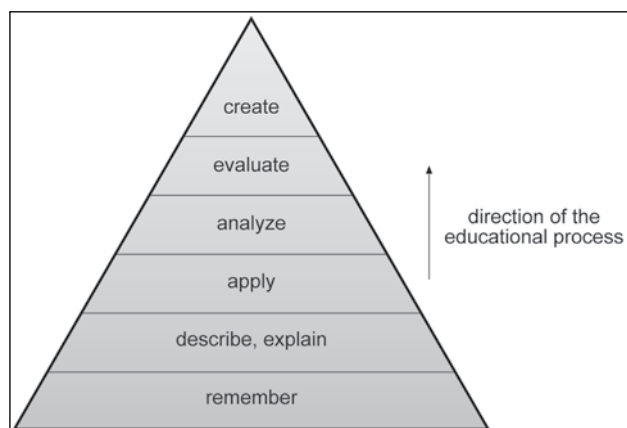 create
evaluate
analyze
apply
describe, explain
remember
direction of the
educational process